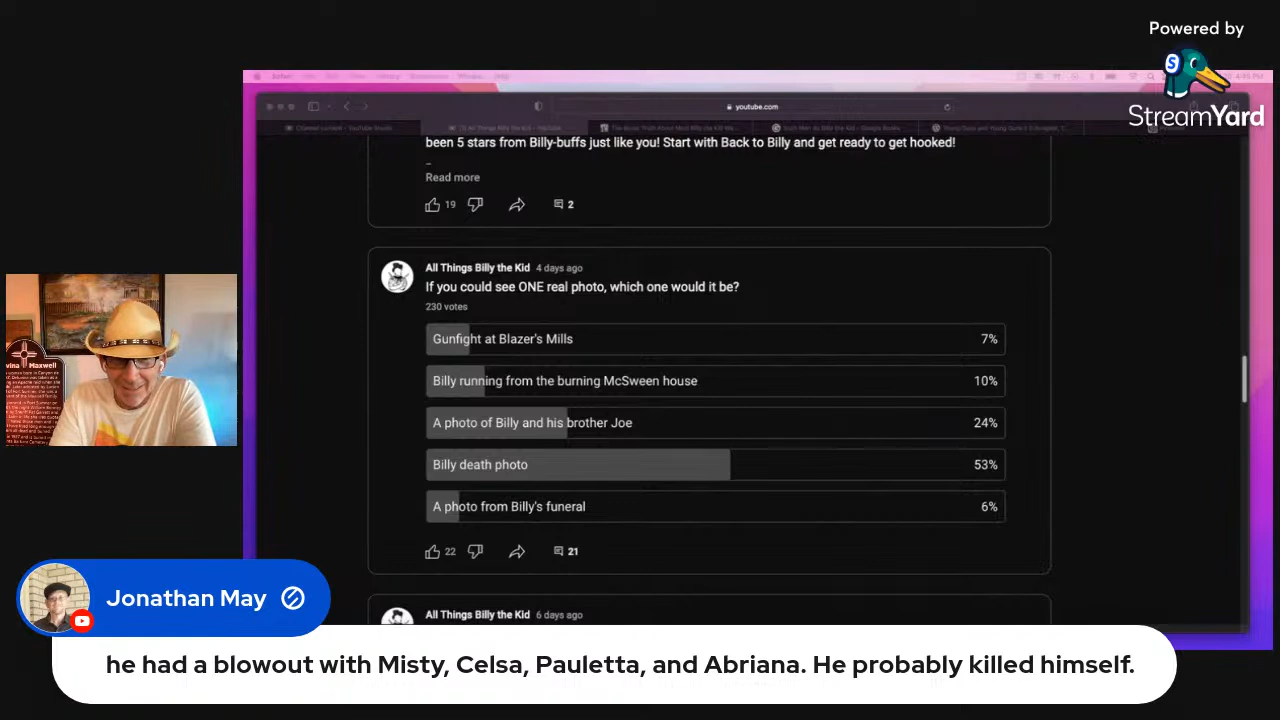 Powered by
StreamYard
youtube.com
been 5 stars from Billy-buffs just like you! Start with Back to Billy and get ready to get hooked!
–
Read more
19
2
All Things Billy the Kid 4 days ago
If you could see ONE real photo, which one would it be?
230 votes
Gunfight at Blazer's Mills 7%
Billy running from the burning McSween house 10%
A photo of Billy and his brother Joe 24%
Billy death photo 53%
A photo from Billy's funeral 6%
22
21
All Things Billy the Kid 6 days ago
Maxwell
Jonathan May
he had a blowout with Misty, Celsa, Pauletta, and Abriana. He probably killed himself.